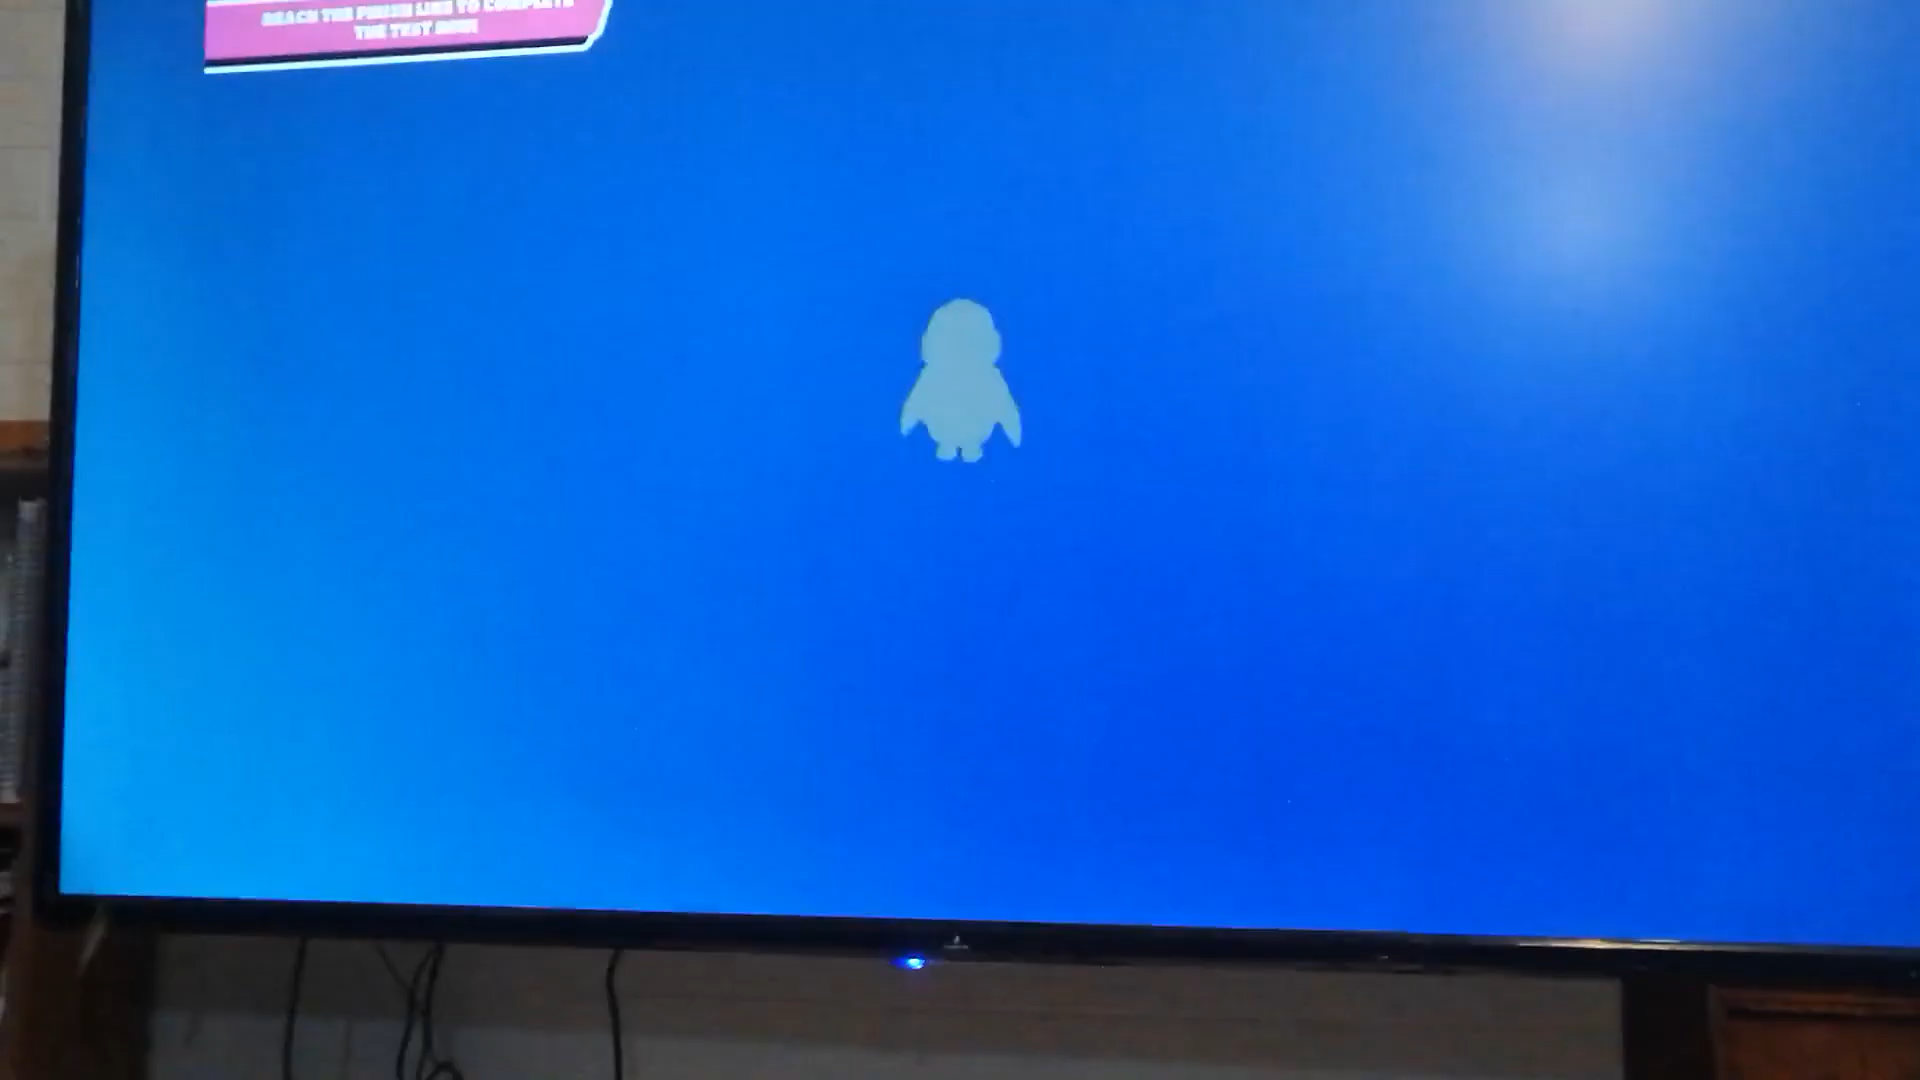 REACH THE FINISH LINE TO COMPLETE
THE TEST RUN!